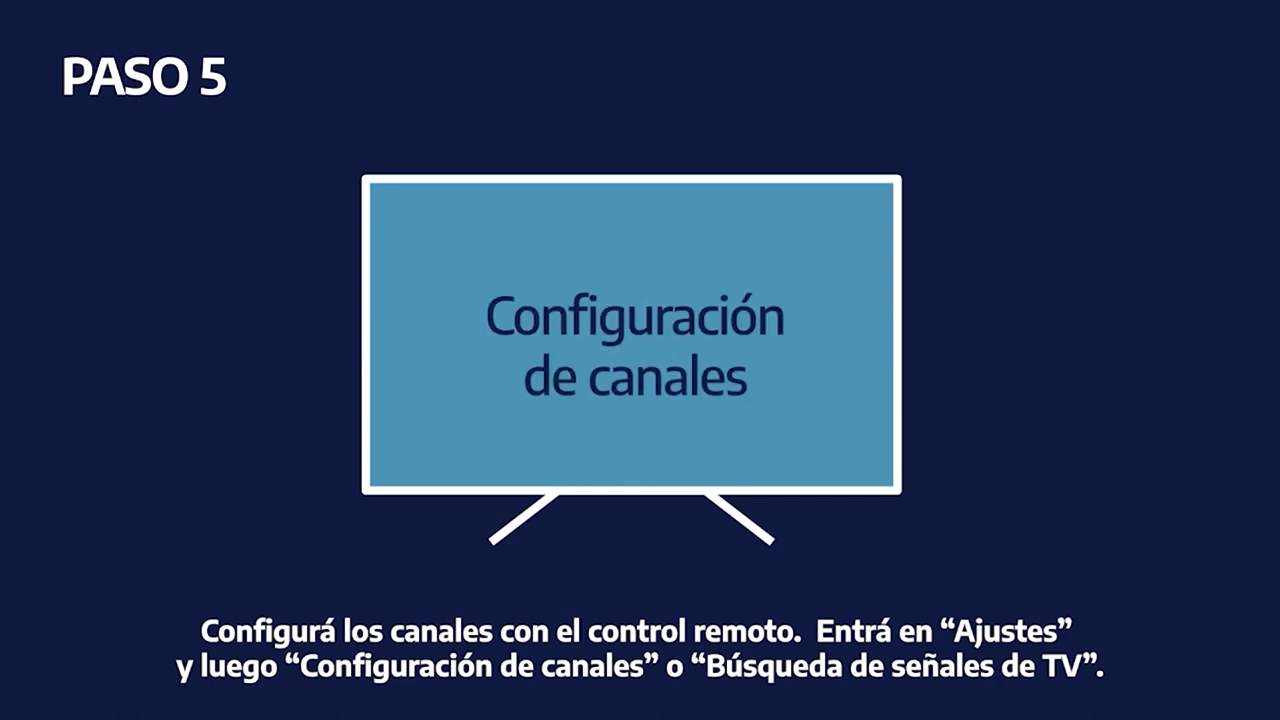 PASO 5
Configuración
de canales
Configurá los canales con el control remoto.  Entrá en “Ajustes”
y luego “Configuración de canales” o “Búsqueda de señales de TV”.